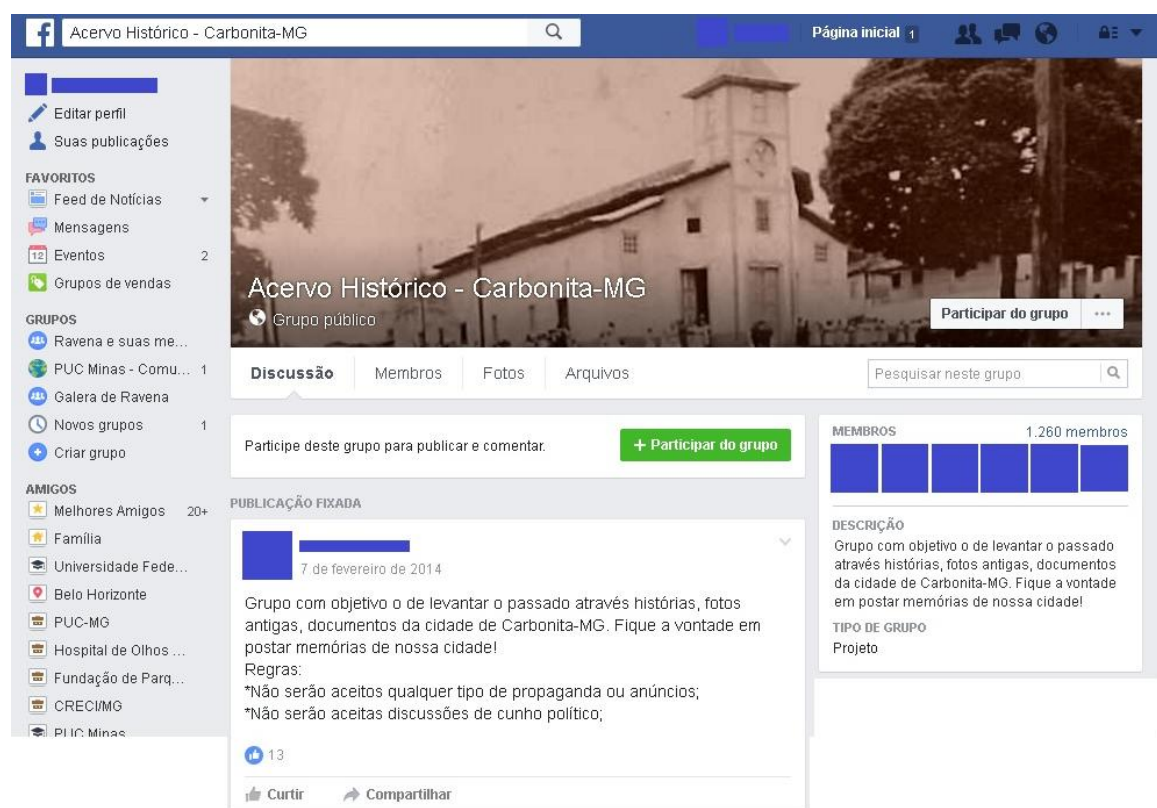 Acervo Histórico - Carbonita-MG
Página inicial 1
Editar perfil
Suas publicações
FAVORITOS
Feed de Notícias
Mensagens
12 Eventos 2
Grupos de vendas
GRUPOS
Ravena e suas me...
PUC Minas - Comu... 1
Galera de Ravena
Novos grupos 1
Criar grupo
AMIGOS
Melhores Amigos 20+
Família
Universidade Fede...
Belo Horizonte
PUC-MG
Hospital de Olhos ...
Fundação de Parq...
CRECI/MG
PUC Minas
Acervo Histórico - Carbonita-MG
Grupo público
Participar do grupo ...
Discussão Membros Fotos Arquivos
Pesquisar neste grupo
Participe deste grupo para publicar e comentar.
+ Participar do grupo
PUBLICAÇÃO FIXADA
7 de fevereiro de 2014
Grupo com objetivo o de levantar o passado através histórias, fotos
antigas, documentos da cidade de Carbonita-MG. Fique a vontade em
postar memórias de nossa cidade!
Regras:
*Não serão aceitos qualquer tipo de propaganda ou anúncios;
*Não serão aceitas discussões de cunho político;
13
Curtir Compartilhar
MEMBROS 1.260 membros
DESCRIÇÃO
Grupo com objetivo o de levantar o passado
através histórias, fotos antigas, documentos
da cidade de Carbonita-MG. Fique a vontade
em postar memórias de nossa cidade!
TIPO DE GRUPO
Projeto